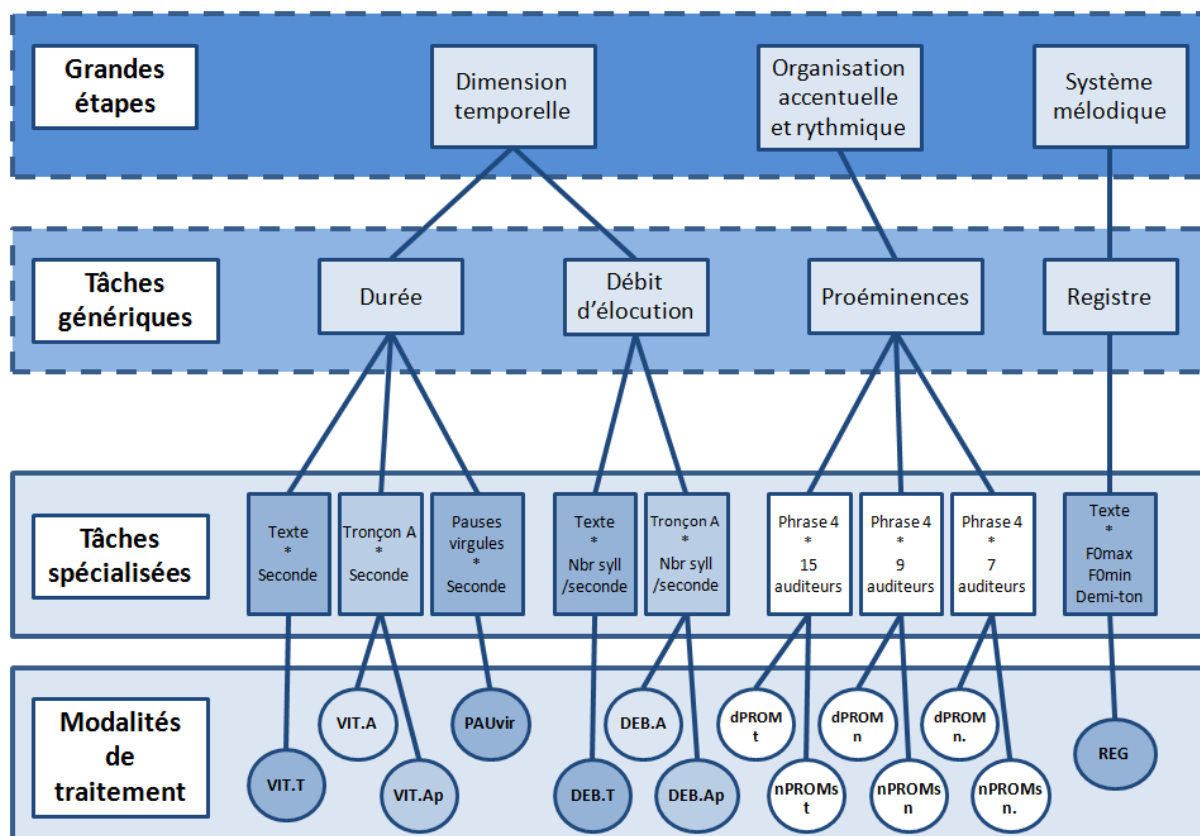 Grandes
étapes
Dimension
temporelle
Organisation
accentuelle
et rythmique
Système
mélodique
Tâches
génériques
Durée
Débit
d'élocution
Proéminences
Registre
Tâches
spécialisées
Texte
*
Seconde
Tronçon A
*
Seconde
Pauses
virgules
*
Seconde
Texte
*
Nbr syll
/seconde
Tronçon A
*
Nbr syll
/seconde
Phrase 4
*
15
auditeurs
Phrase 4
*
9
auditeurs
Phrase 4
*
7
auditeurs
Texte
*
F0max
F0min
Demi-ton
Modalités
de
traitement
VIT.T
VIT.A
VIT.Ap
PAUvir
DEB.T
DEB.A
DEB.Ap
dPROM
t
nPROMs
t
dPROM
n
nPROMs
n
dPROM
n.
nPROMs
n.
REG